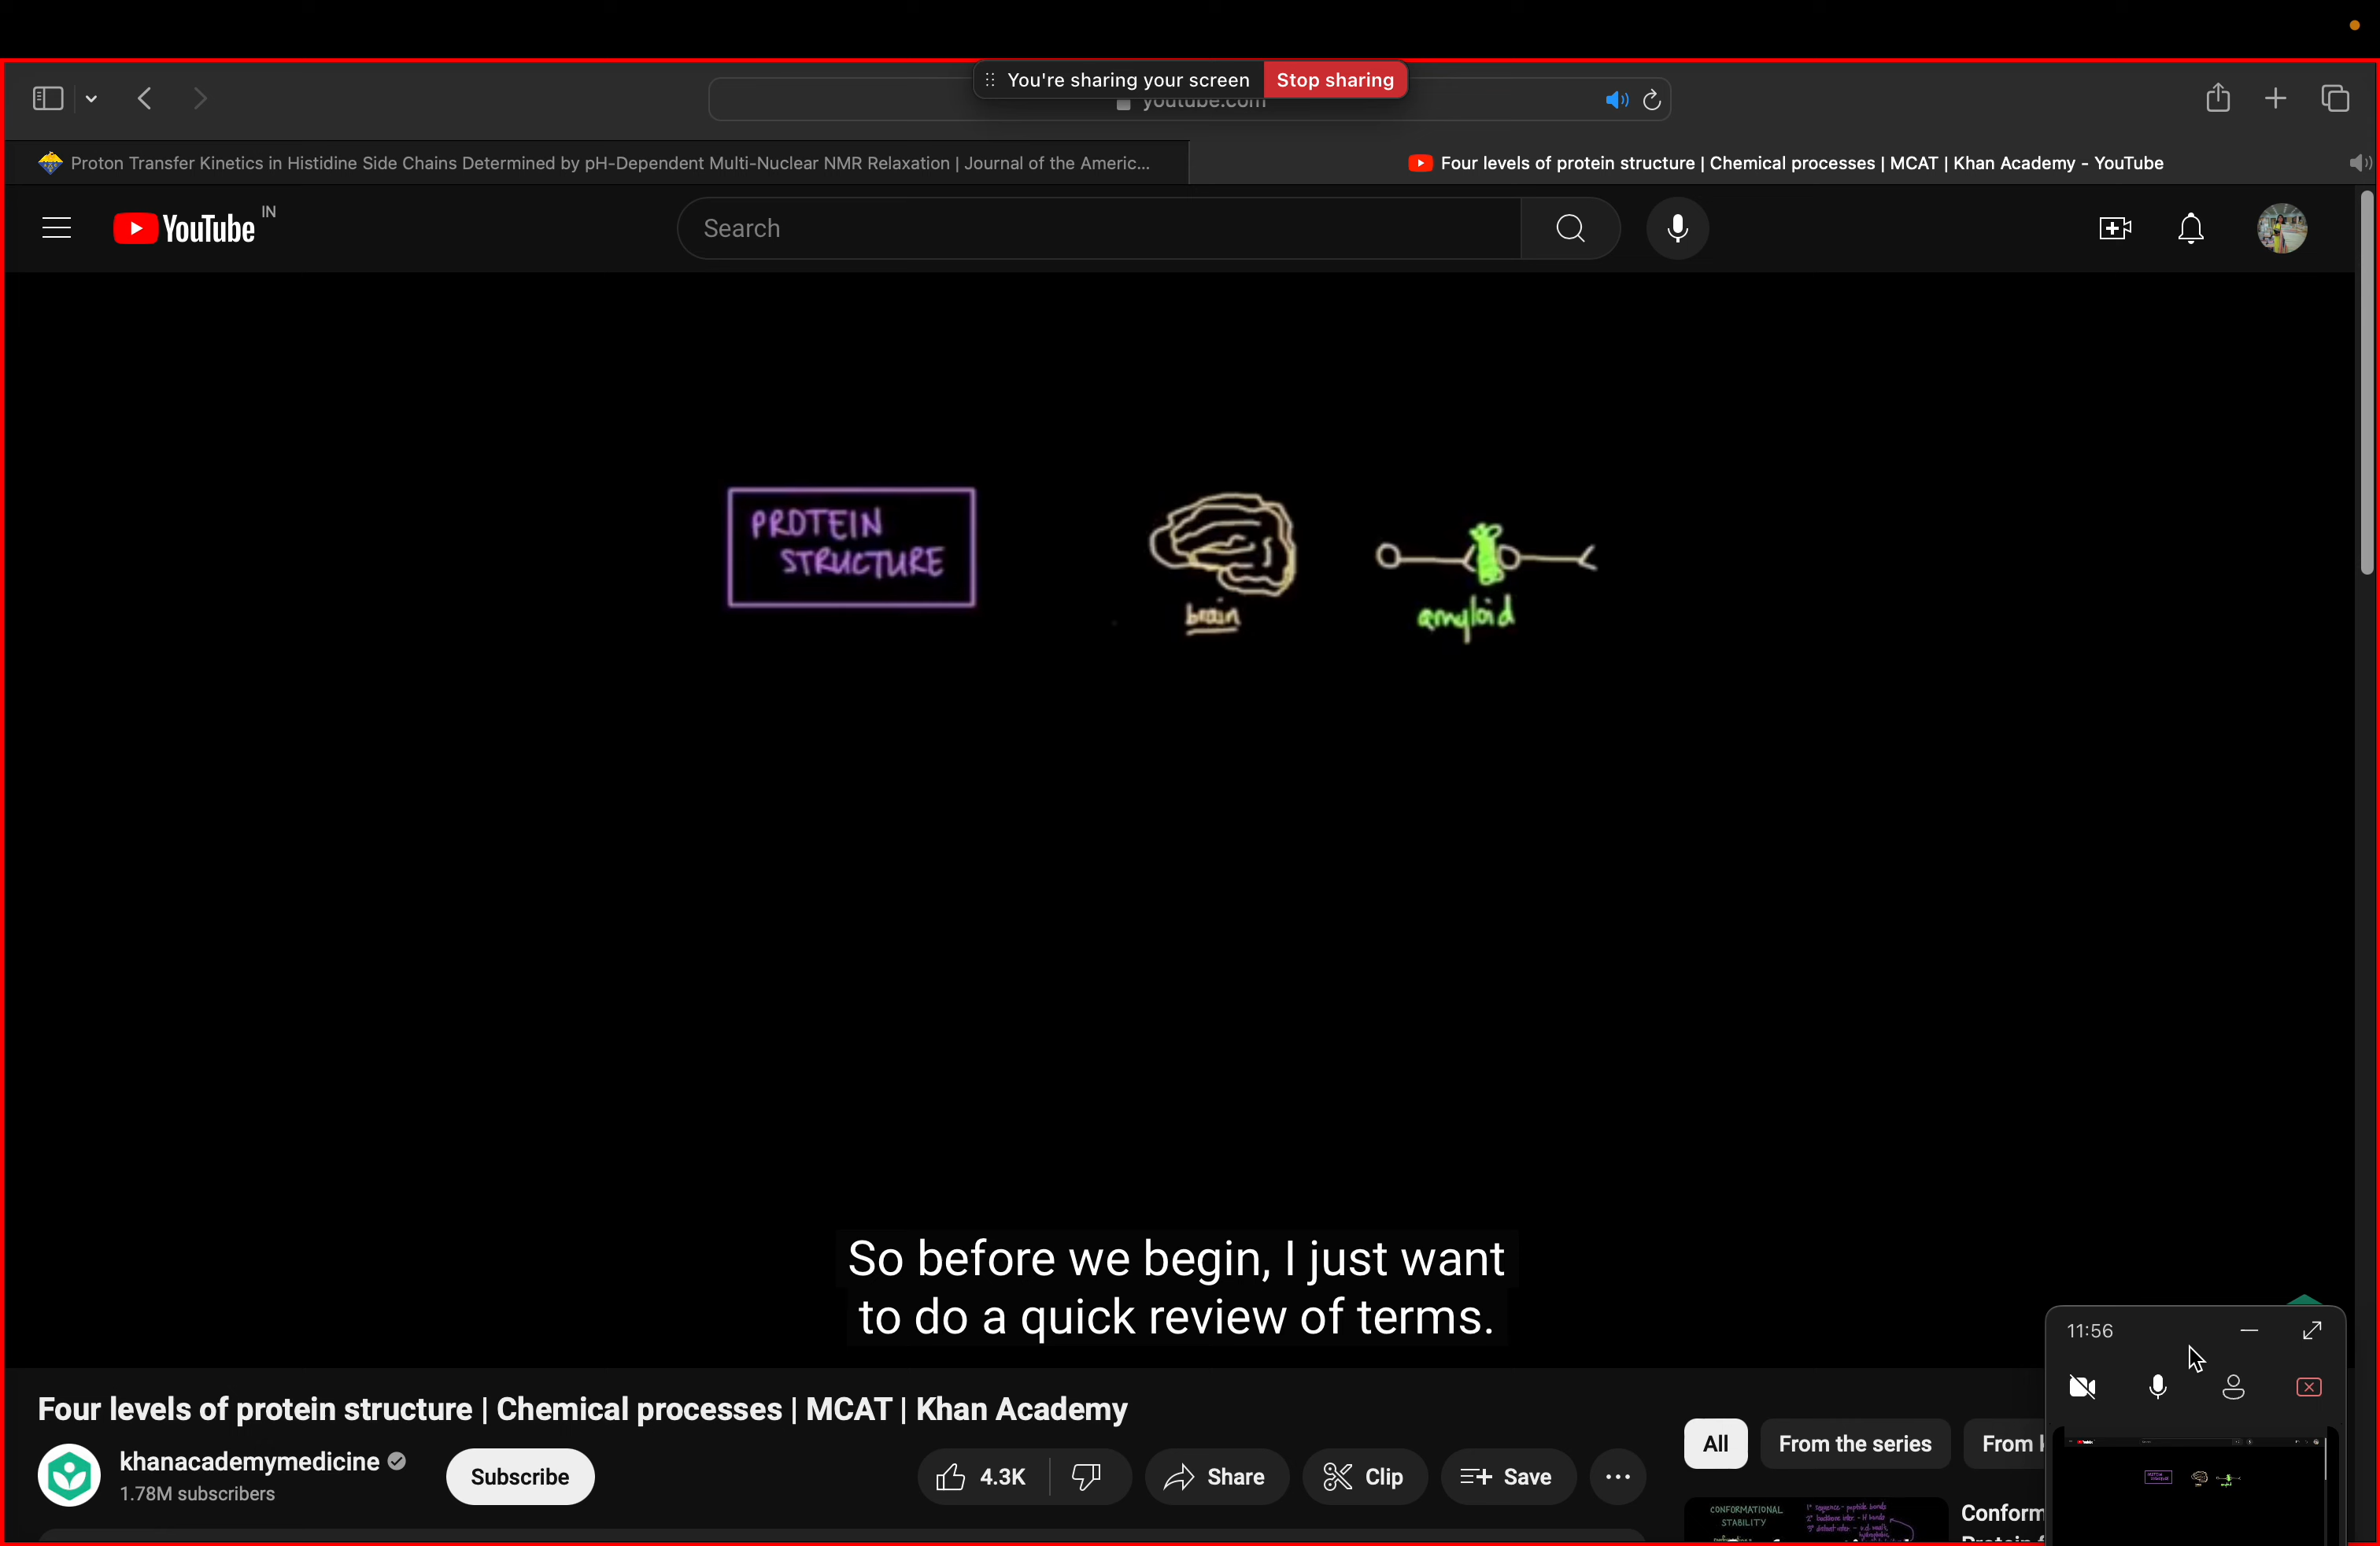 You're sharing your screen
Stop sharing
youtube.com
Proton Transfer Kinetics in Histidine Side Chains Determined by pH-Dependent Multi-Nuclear NMR Relaxation | Journal of the Americ...
Four levels of protein structure | Chemical processes | MCAT | Khan Academy - YouTube
YouTube IN
Search
PROTEIN
STRUCTURE
brain
amyloid
So before we begin, I just want
to do a quick review of terms.
11:56
Four levels of protein structure | Chemical processes | MCAT | Khan Academy
khanacademymedicine
1.78M subscribers
Subscribe
4.3K
Share
Clip
Save
All
From the series
From
CONFORMATIONAL
STABILITY
Conform